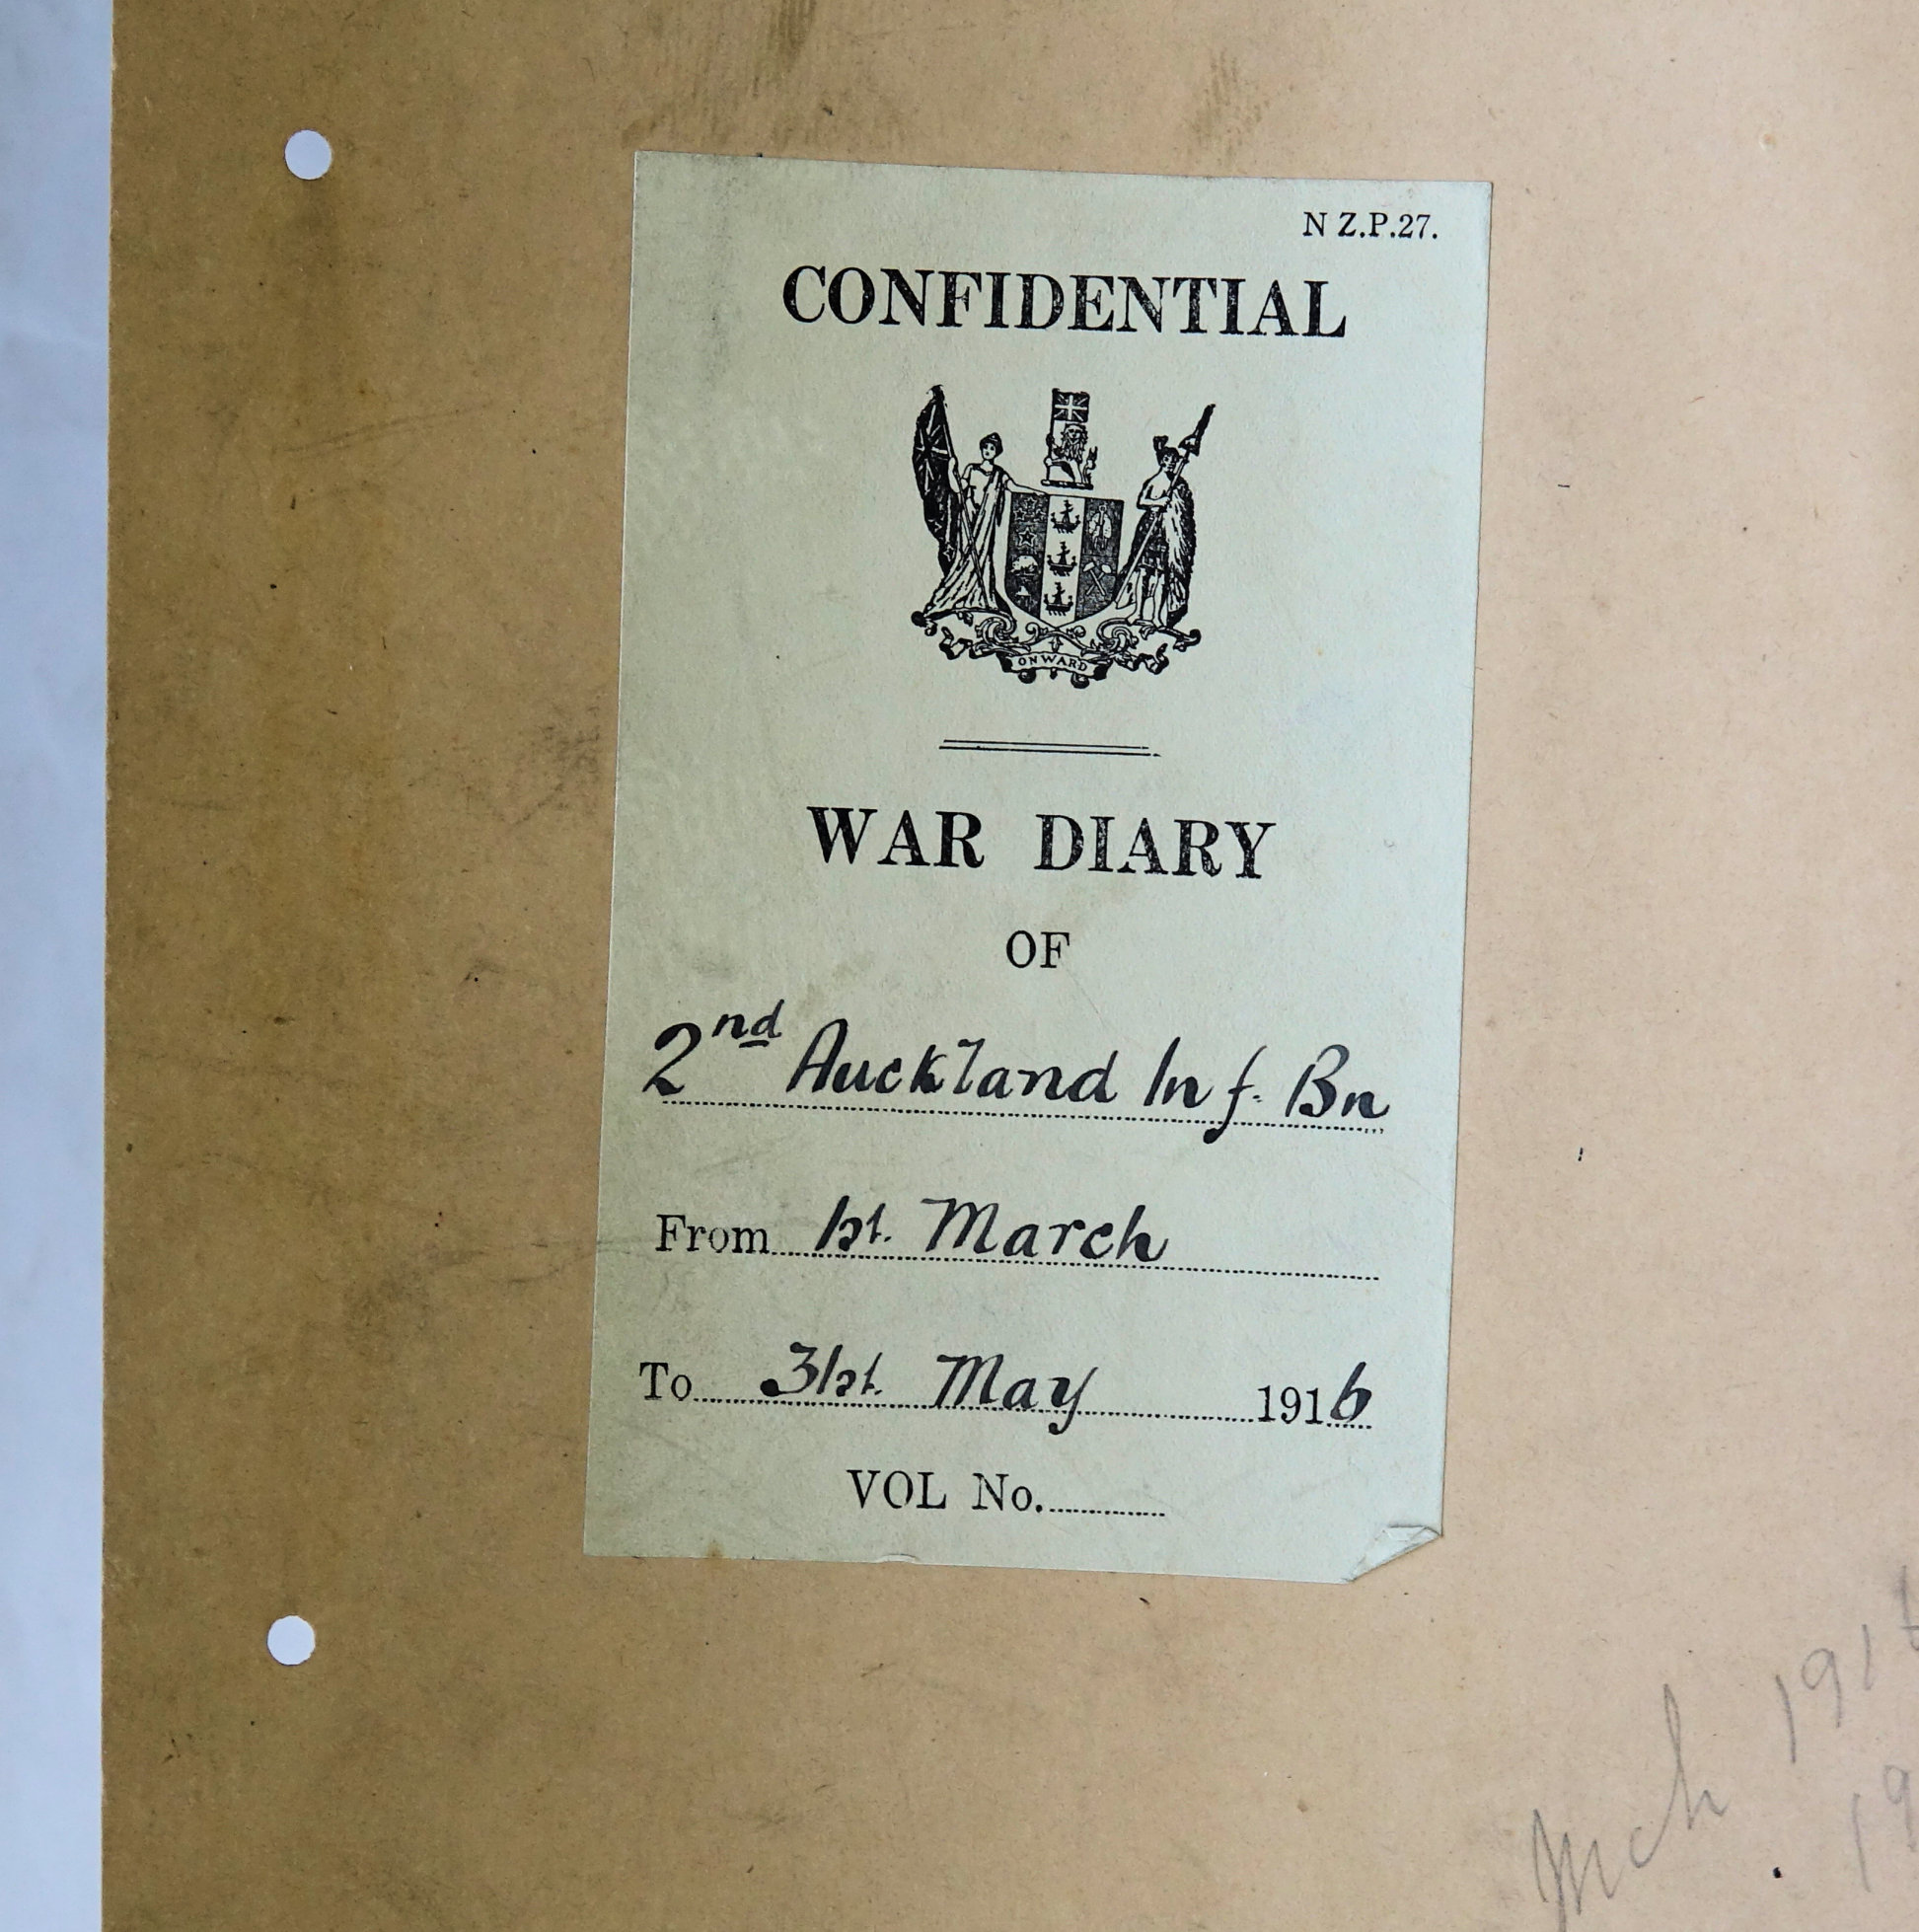 N Z.P.27.
CONFIDENTIAL
ONWARD
WAR DIARY
OF
2nd Auckland Inf. Bn
From 1st. March
To 31st. May 1916
VOL No.
Mch 191
19